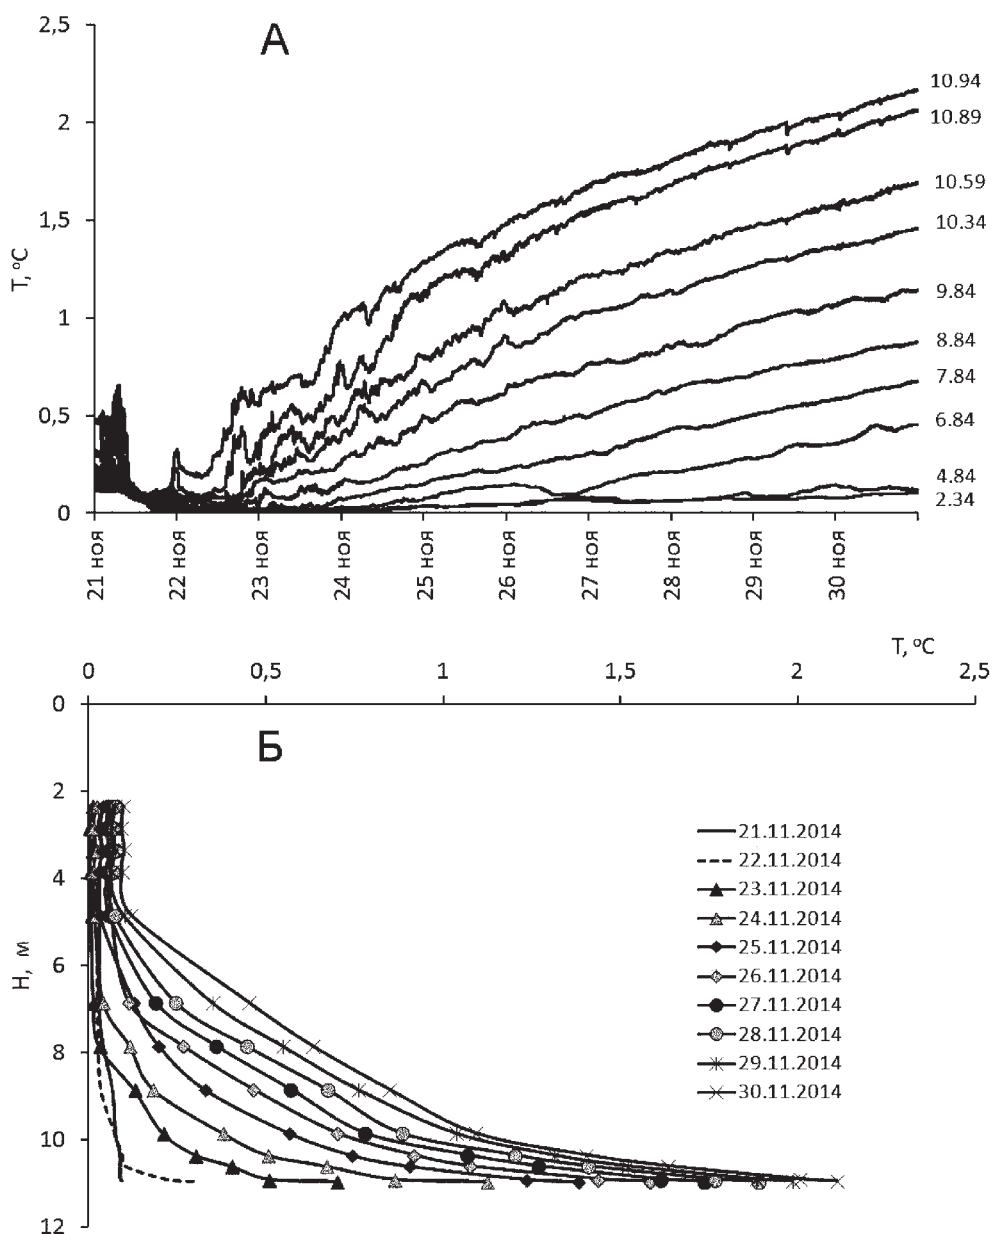 2,5
А
2
1,5
1
0,5
0
Т, ºС
10.94
10.89
10.59
10.34
9.84
8.84
7.84
6.84
4.84
2.34
21 ноя
22 ноя
23 ноя
24 ноя
25 ноя
26 ноя
27 ноя
28 ноя
29 ноя
30 ноя
Т, ºС
0 0,5 1 1,5 2 2,5
0
Б
2
4
6
8
10
12
Н, м
21.11.2014
22.11.2014
23.11.2014
24.11.2014
25.11.2014
26.11.2014
27.11.2014
28.11.2014
29.11.2014
30.11.2014